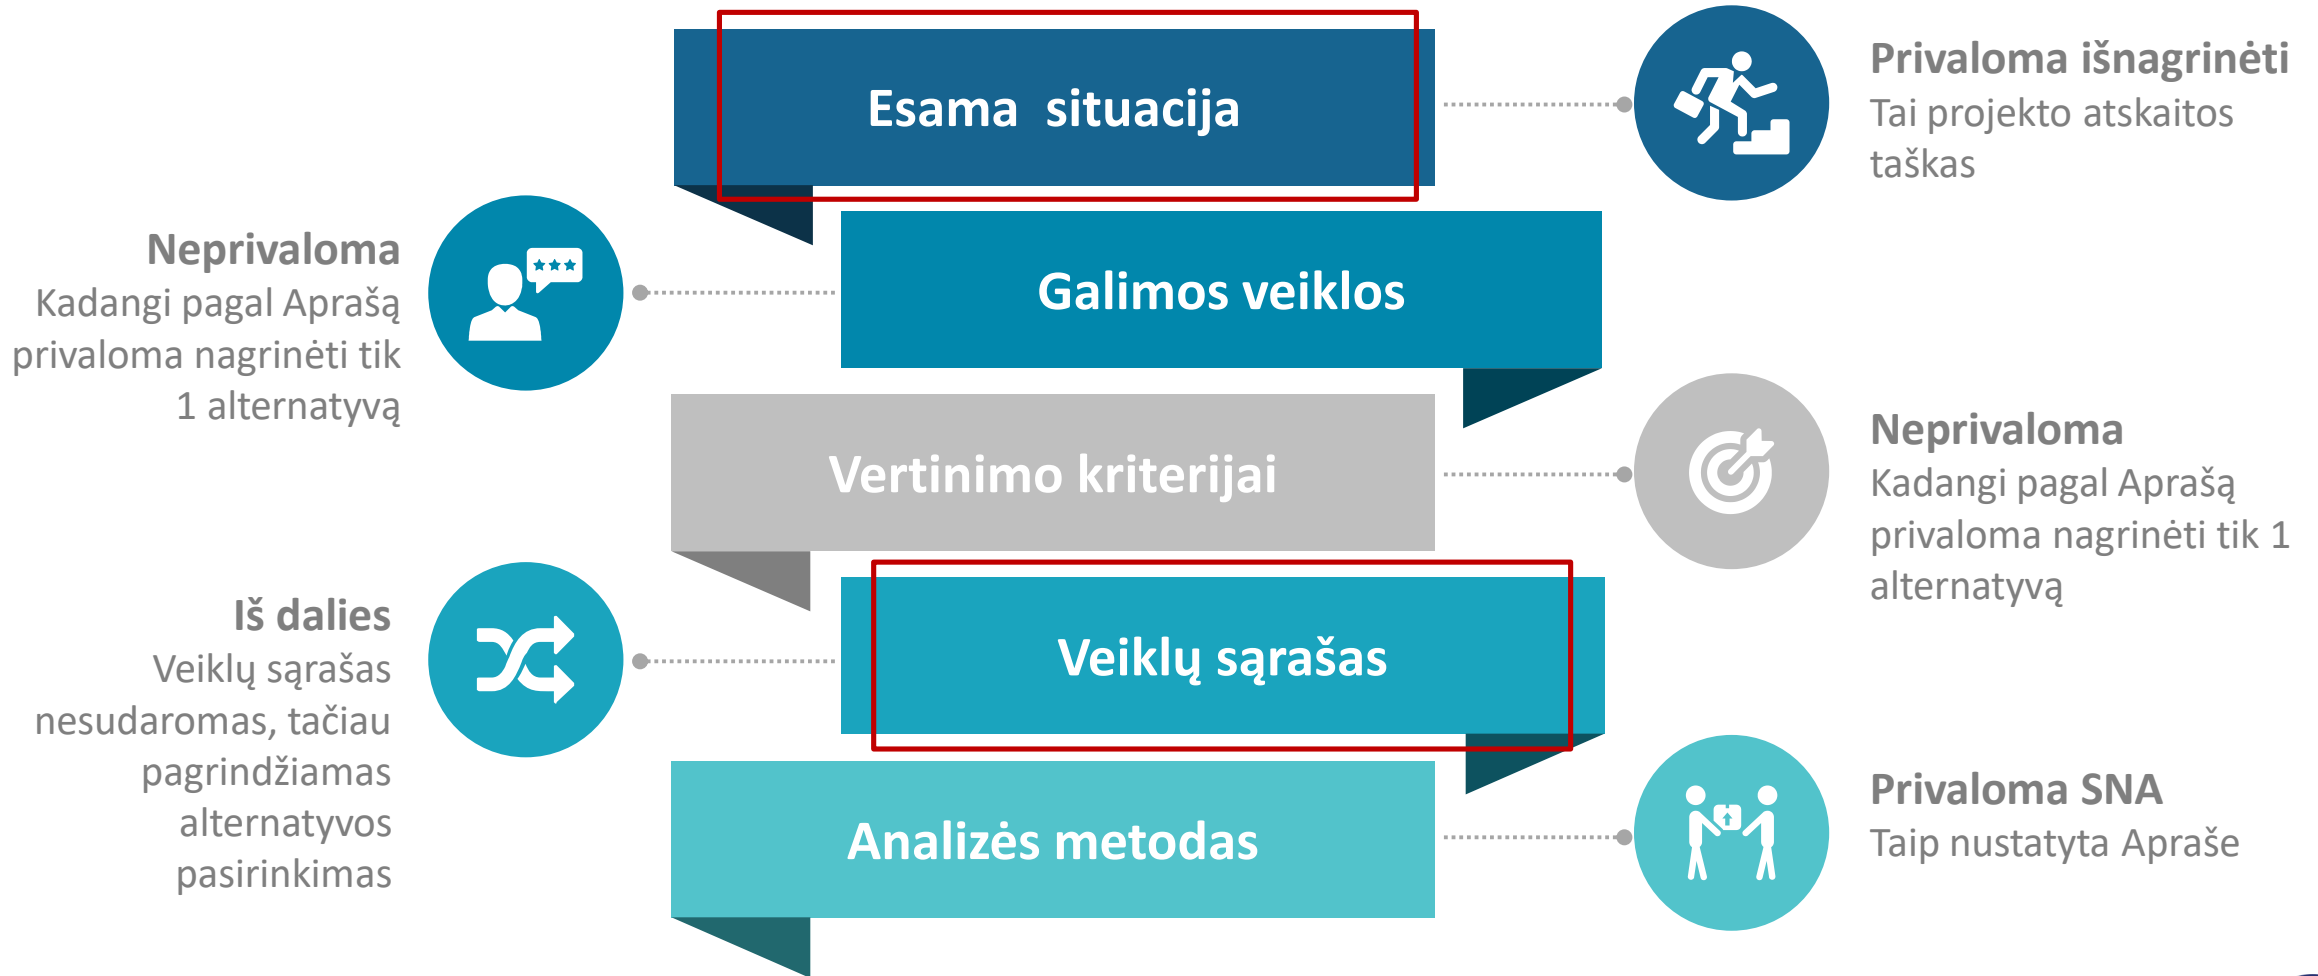 Esama situacija
Privaloma išnagrinėti
Tai projekto atskaitos
taškas
Neprivaloma
Kadangi pagal Aprašą
privaloma nagrinėti tik
1 alternatyvą
Galimos veiklos
Vertinimo kriterijai
Neprivaloma
Kadangi pagal Aprašą
privaloma nagrinėti tik 1
alternatyvą
Iš dalies
Veiklų sąrašas
nesudaromas, tačiau
pagrindžiamas
alternatyvos
pasirinkimas
Veiklų sąrašas
Analizės metodas
Privaloma SNA
Taip nustatyta Apraše